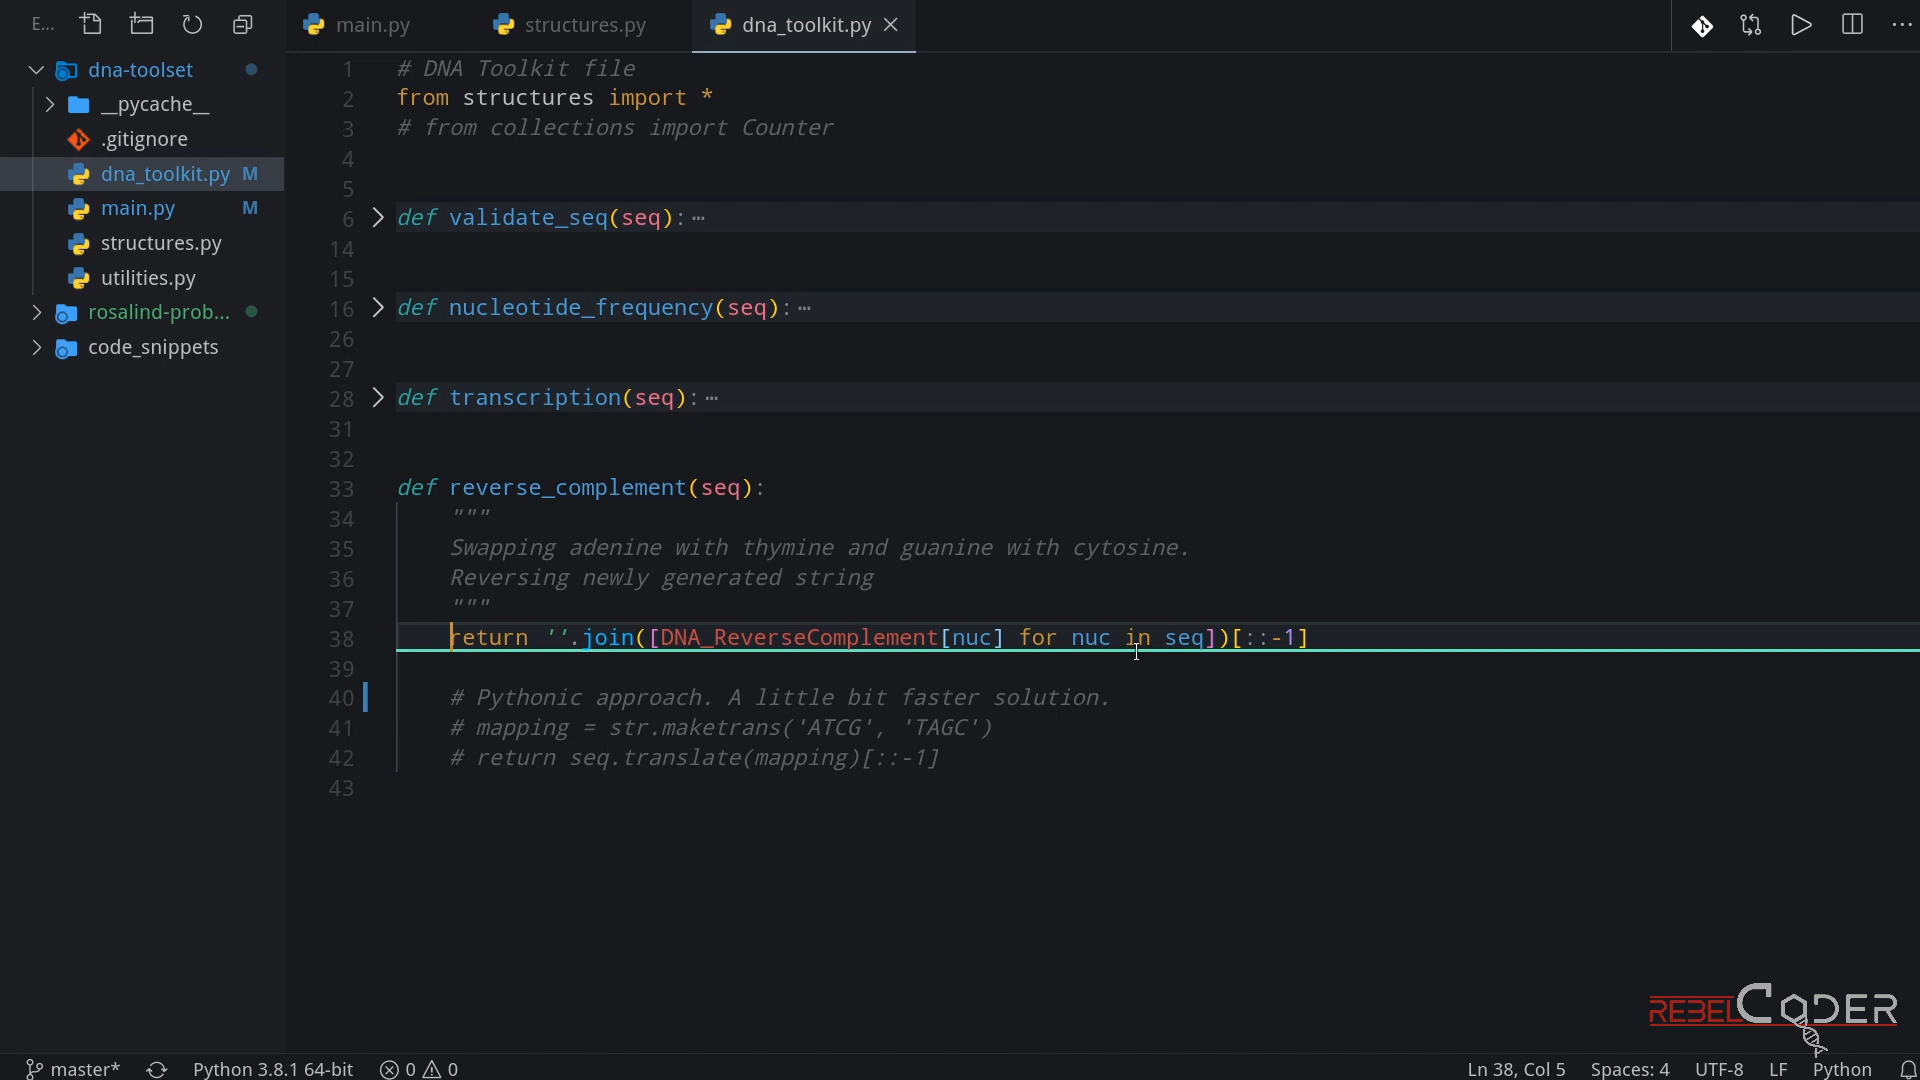 E...
main.py
structures.py
dna_toolkit.py
dna-toolset
__pycache__
.gitignore
dna_toolkit.py M
main.py M
structures.py
utilities.py
rosalind-prob...
code_snippets
1 # DNA Toolkit file
2 from structures import *
3 # from collections import Counter
4
5
6 def validate_seq(seq):⋯
14
15
16 def nucleotide_frequency(seq):⋯
26
27
28 def transcription(seq):⋯
31
32
33 def reverse_complement(seq):
34 """
35 Swapping adenine with thymine and guanine with cytosine.
36 Reversing newly generated string
37 """
38 return ''.join([DNA_ReverseComplement[nuc] for nuc in seq])[::-1]
39
40 # Pythonic approach. A little bit faster solution.
41 # mapping = str.maketrans('ATCG', 'TAGC')
42 # return seq.translate(mapping)[::-1]
43
REBELCODER
master* Python 3.8.1 64-bit 0 0 Ln 38, Col 5 Spaces: 4 UTF-8 LF Python